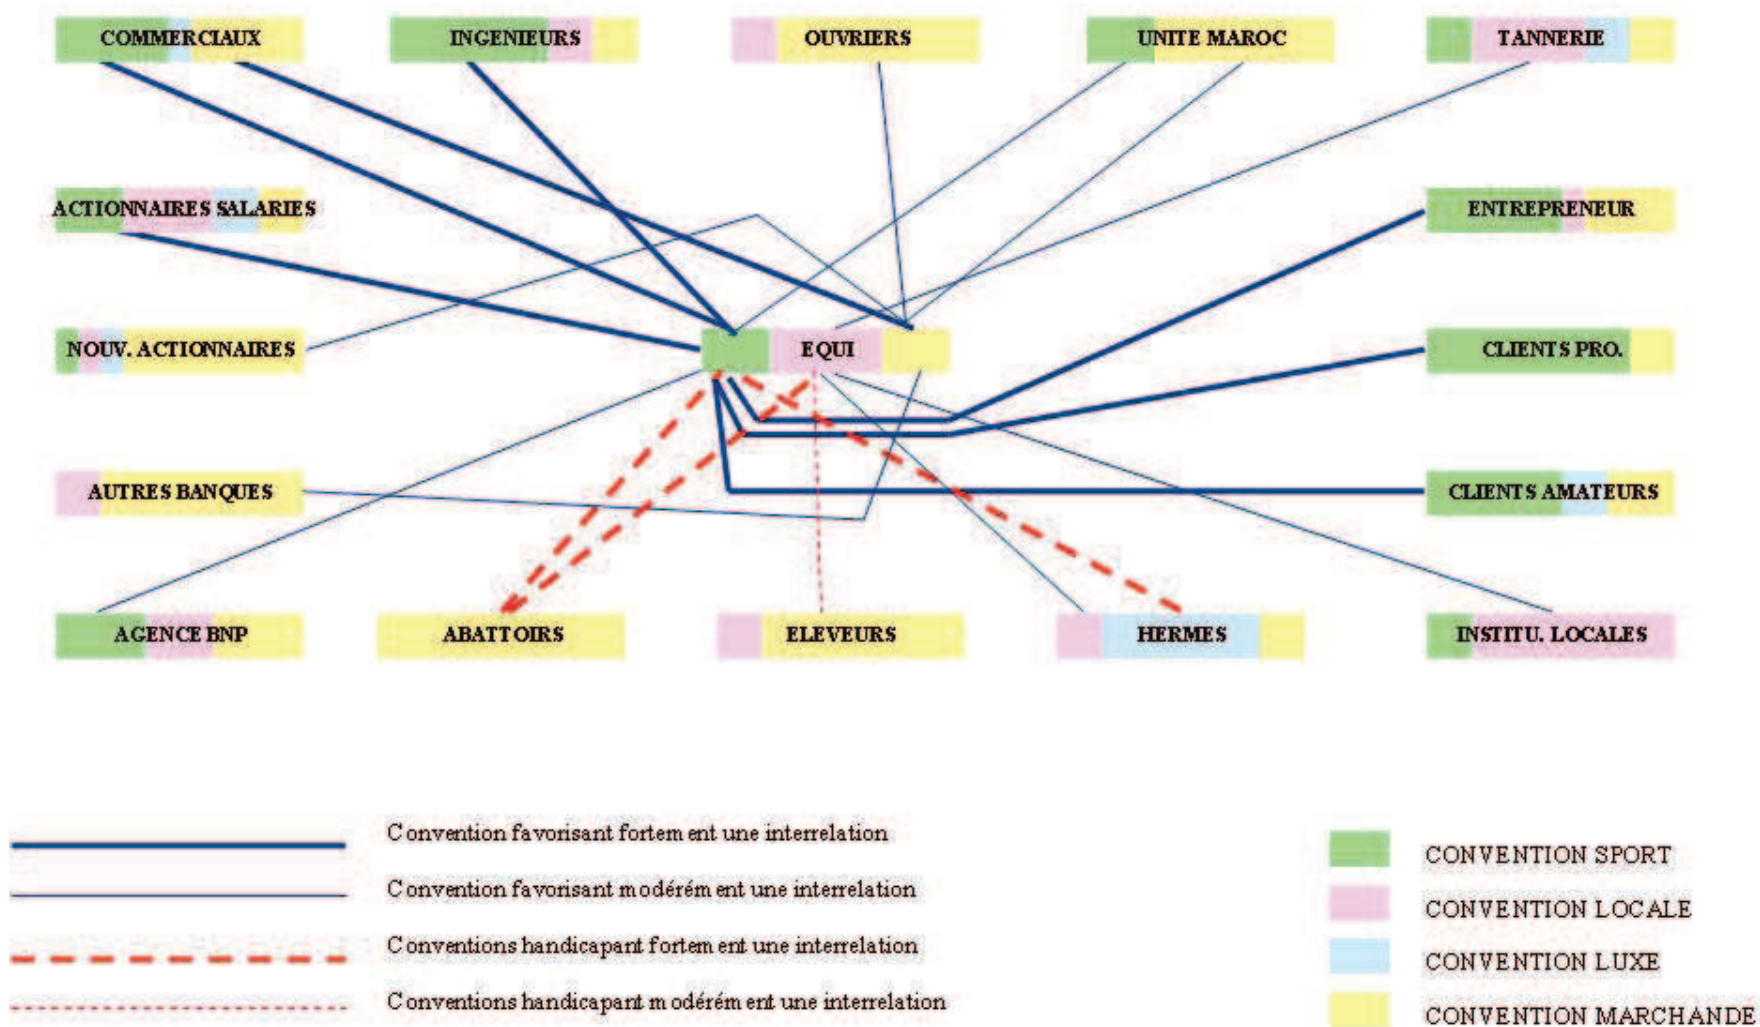 COMMERCIAUX
INGENIEURS
OUVRIERS
UNITE MAROC
TANNERIE
ACTIONNAIRES SALARIES
ENTREPRENEUR
NOUV. ACTIONNAIRES
EQUI
CLIENTS PRO.
AUTRES BANQUES
CLIENTS AMATEURS
AGENCE BNP
ABATTOIRS
ELEVEURS
HERMES
INSTITU. LOCALES
Convention favorisant fortement une interrelation
Convention favorisant modérément une interrelation
Conventions handicapant fortement une interrelation
Conventions handicapant modérément une interrelation
CONVENTION SPORT
CONVENTION LOCALE
CONVENTION LUXE
CONVENTION MARCHANDE